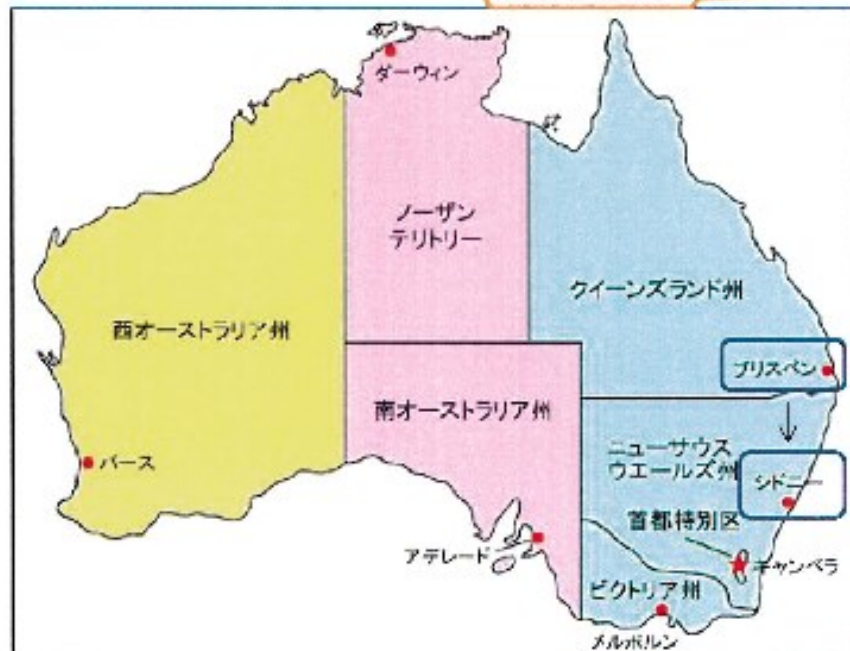 ダーウィン
ノーザン
テリトリー
クイーンズランド州
西オーストラリア州
ブリスベン
南オーストラリア州
ニューサウス
ウエールズ州
シドニー
パース
首都特別区
アデレード
キャンベラ
ビクトリア州
メルボルン